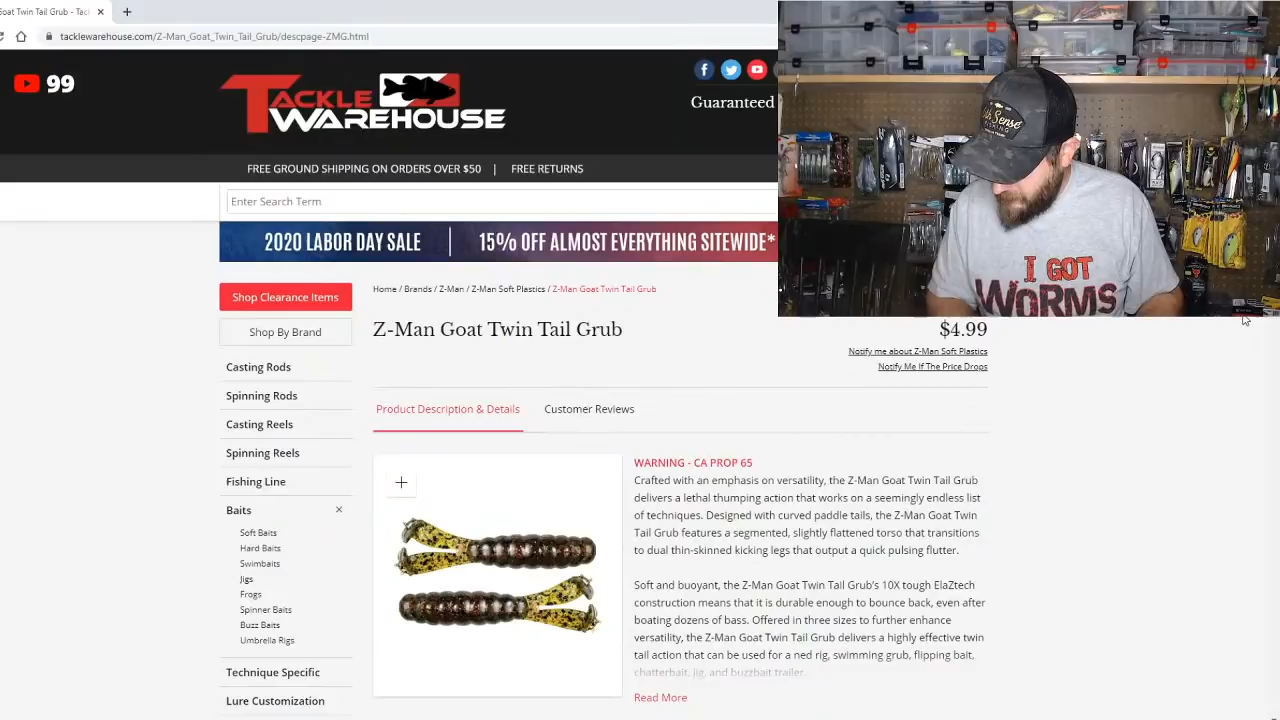 Goat Twin Tail Grub - Tac
tacklewarehouse.com/Z-Man_Goat_Twin_Tail_Grub/descpage-ZMG.html
99
TACKLE
WAREHOUSE
Guaranteed
FREE GROUND SHIPPING ON ORDERS OVER $50 | FREE RETURNS
Enter Search Term
2020 LABOR DAY SALE | 15% OFF ALMOST EVERYTHING SITEWIDE*
I GOT
WORMS
Shop Clearance Items
Shop By Brand
Casting Rods
Spinning Rods
Casting Reels
Spinning Reels
Fishing Line
Baits
Soft Baits
Hard Baits
Swimbaits
Jigs
Frogs
Spinner Baits
Buzz Baits
Umbrella Rigs
Technique Specific
Lure Customization
Home / Brands / Z-Man / Z-Man Soft Plastics / Z-Man Goat Twin Tail Grub
Z-Man Goat Twin Tail Grub
$4.99
Notify me about Z-Man Soft Plastics
Notify Me If The Price Drops
Product Description & Details
Customer Reviews
WARNING - CA PROP 65
Crafted with an emphasis on versatility, the Z-Man Goat Twin Tail Grub
delivers a lethal thumping action that works on a seemingly endless list
of techniques. Designed with curved paddle tails, the Z-Man Goat Twin
Tail Grub features a segmented, slightly flattened torso that transitions
to dual thin-skinned kicking legs that output a quick pulsing flutter.
Soft and buoyant, the Z-Man Goat Twin Tail Grub's 10X tough ElaZtech
construction means that it is durable enough to bounce back, even after
boating dozens of bass. Offered in three sizes to further enhance
versatility, the Z-Man Goat Twin Tail Grub delivers a highly effective twin
tail action that can be used for a ned rig, swimming grub, flipping bait,
chatterbait, jig, and buzzbait trailer.
Read More